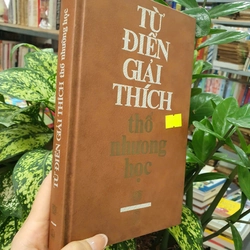 TỪ
ĐIỂN
GIẢI
THÍCH
thổ
nhưỡng
học
TỪ ĐIỂN GIẢI THÍCH thổ nhưỡng học